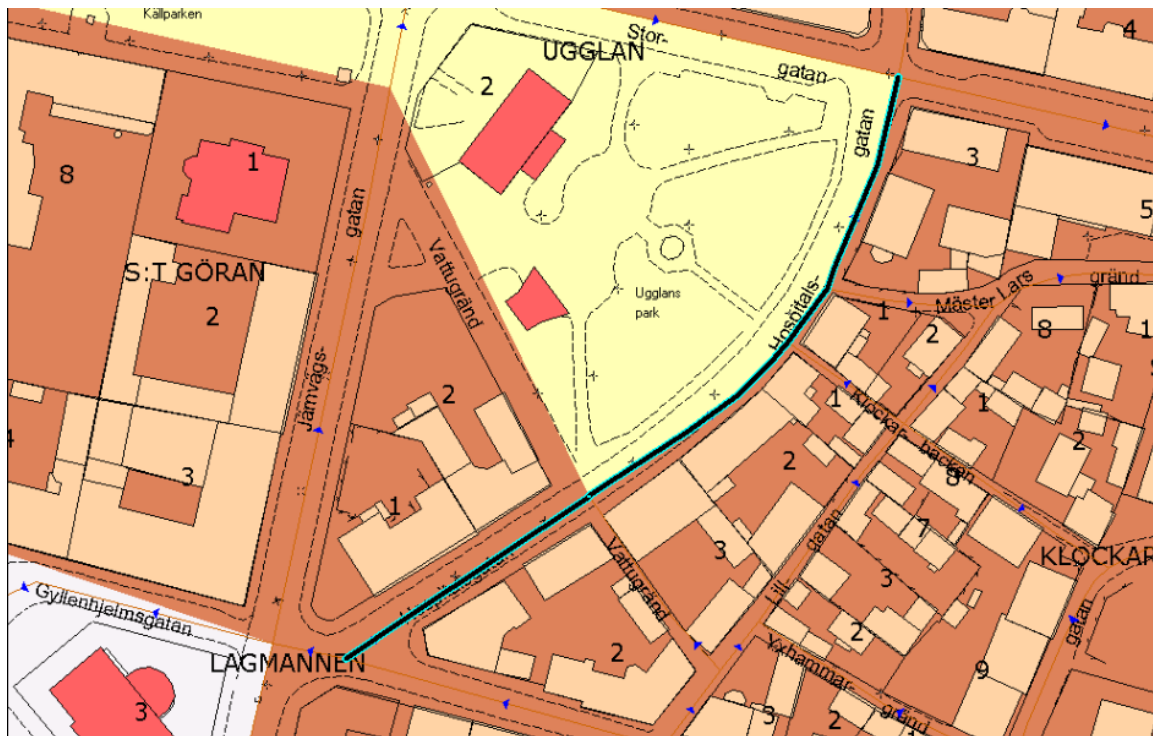 Källparken
Stor-
gatan
UGGLAN
2
4
8
1
gatan
gatan
3
5
S:T GÖRAN
2
Vattugränd
Ugglans
park
Hospitals-
Mäster Lars
gränd
1
2
8
1
Järnvägs-
2
1
Klockar-
backen
1
2
4
3
1
2
8
7
gatan
3
3
Vattugränd
KLOCKAR
Lill-
gatan
Gyllenhjelmsgatan
2
LAGMANNEN
2
Yxhammar-
gränd
9
3
3
2